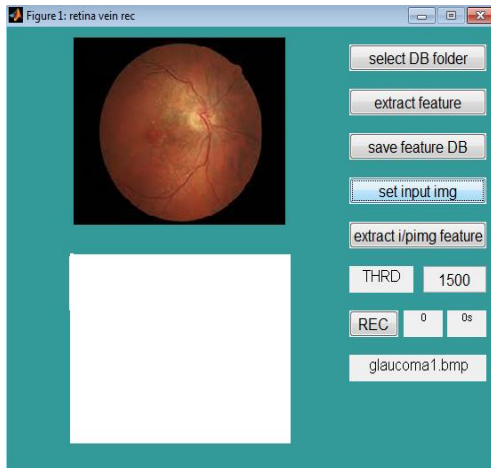 Figure 1: retina vein rec
select DB folder
extract feature
save feature DB
set input img
extract i/pimg feature
THRD 1500
REC 0 0s
glaucoma1.bmp